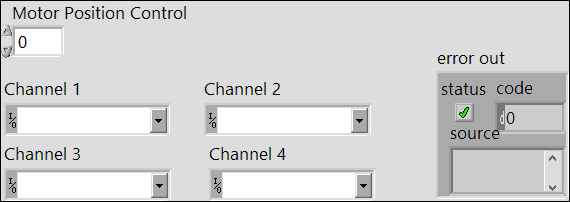 Motor Position Control
0
error out
Channel 1
Channel 2
status
code
d 0
source
Channel 3
Channel 4